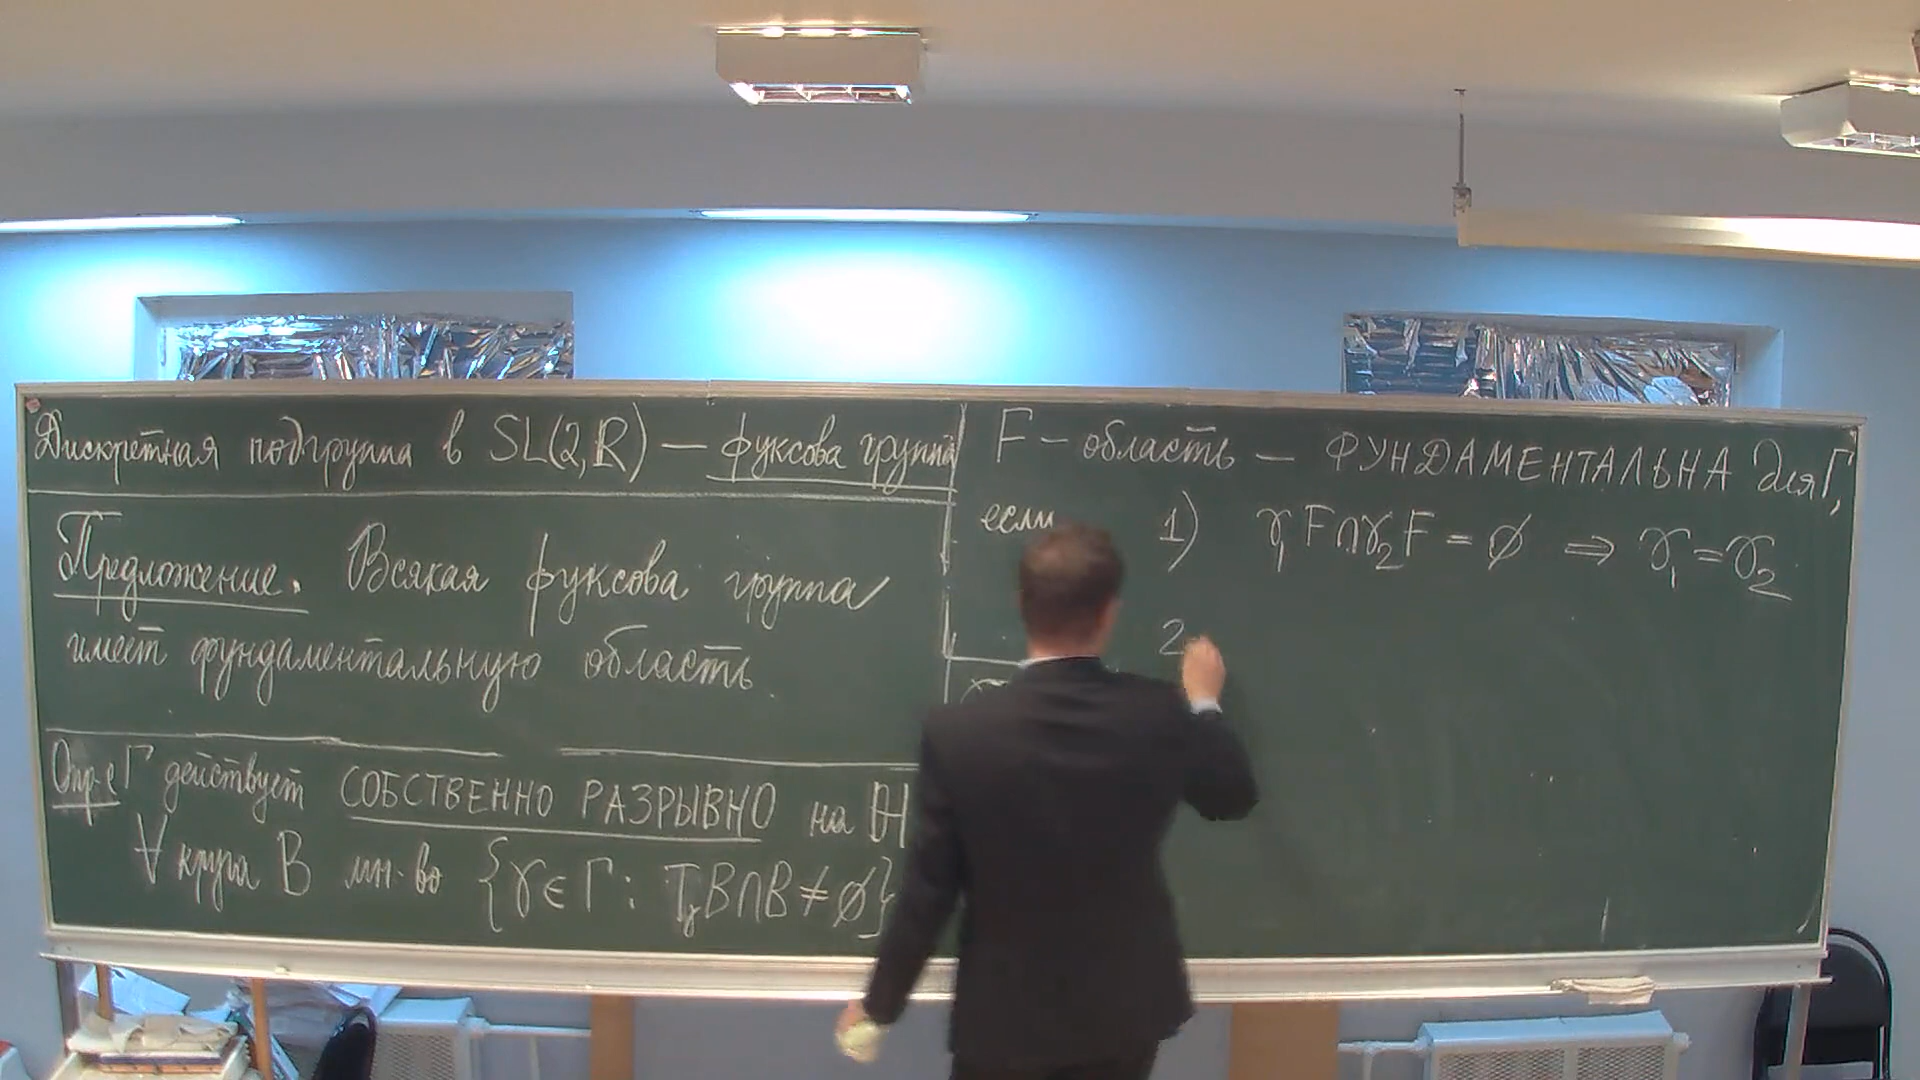 Дискретная подгруппа в SL(2,ℝ) — фуксова группа
Предложение. Всякая фуксова группа
имеет фундаментальную область.
Опр-е Γ действует СОБСТВЕННО РАЗРЫВНО на ℍ
∀ круга B мн-во {γ∈Γ: T_γB∩B≠∅}
F — область — ФУНДАМЕНТАЛЬНА для Γ,
если 1) γ₁F∩γ₂F = ∅ ⇒ γ₁=γ₂
2